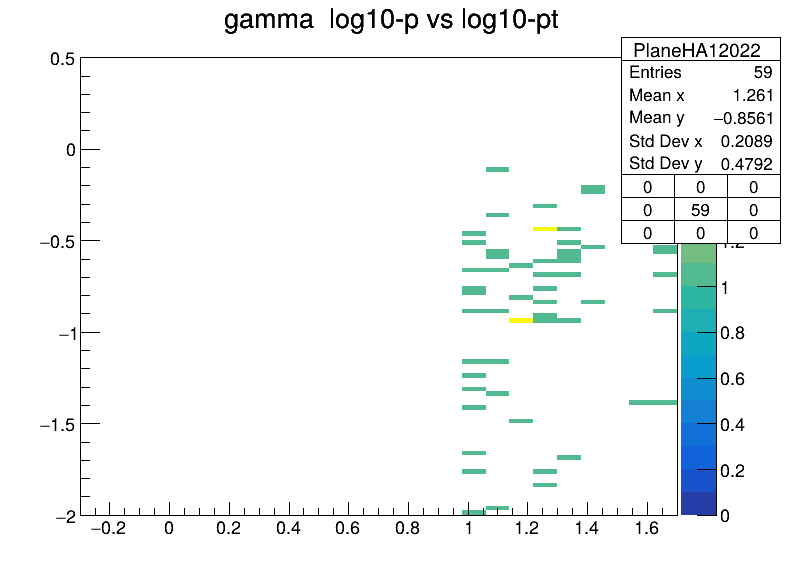 gamma  log10-p vs log10-pt
PlaneHA12022
Entries 59
Mean x 1.261
Mean y −0.8561
Std Dev x 0.2089
Std Dev y 0.4792
0 0 0
0 59 0
0 0 0
0.5
0
−0.5
−1
−1.5
−2
−0.2 0 0.2 0.4 0.6 0.8 1 1.2 1.4 1.6
1.2
1
0.8
0.6
0.4
0.2
0